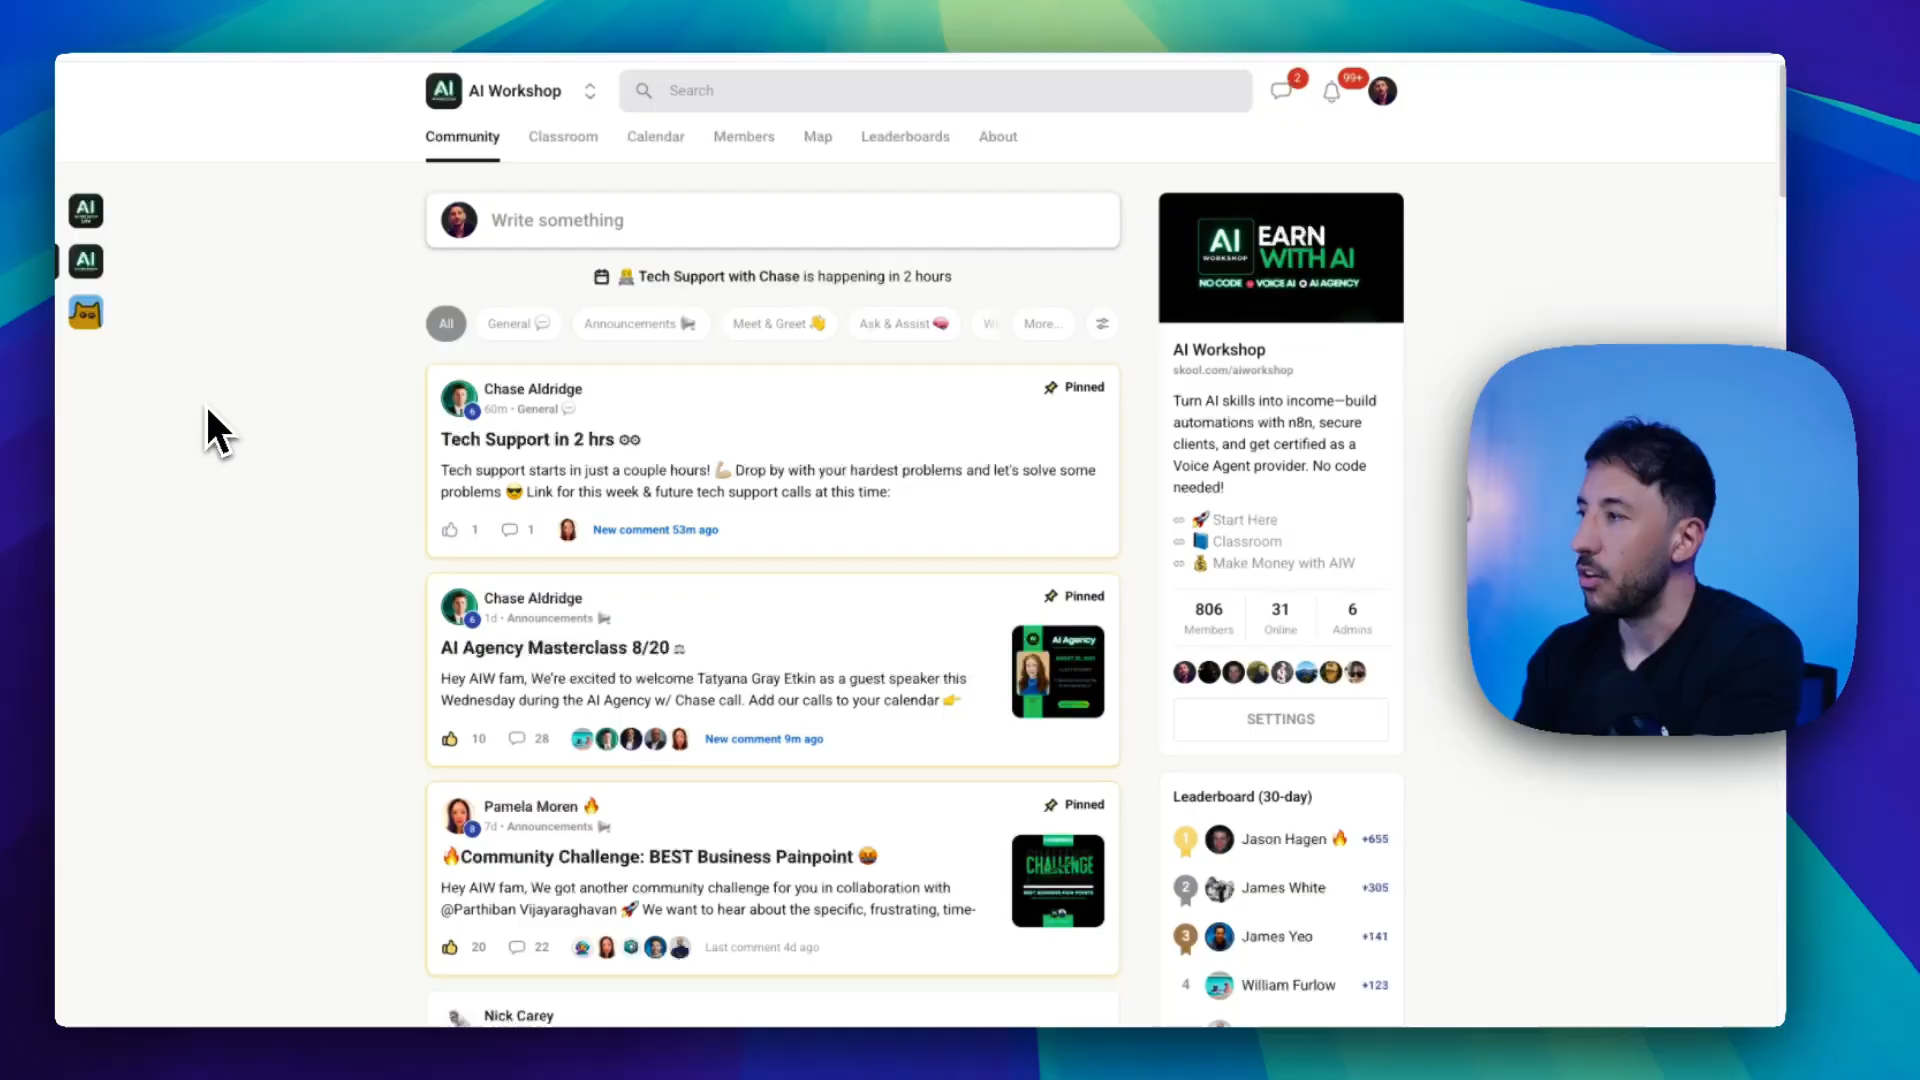 AI Workshop
Search
2
99+
Community
Classroom
Calendar
Members
Map
Leaderboards
About
Write something
Tech Support with Chase is happening in 2 hours
All
General
Announcements
Meet & Greet
Ask & Assist
More...
Chase Aldridge
Pinned
6
60m • General
Tech Support in 2 hrs
Tech support starts in just a couple hours! 💪 Drop by with your hardest problems and let's solve some
problems 😎 Link for this week & future tech support calls at this time:
1
1
New comment 53m ago
Chase Aldridge
Pinned
6
1d • Announcements
AI Agency Masterclass 8/20
Hey AIW fam, We're excited to welcome Tatyana Gray Etkin as a guest speaker this
Wednesday during the AI Agency w/ Chase call. Add our calls to your calendar 👉
AI Agency
10
28
New comment 9m ago
Pamela Moren 🔥
Pinned
8
7d • Announcements
🔥Community Challenge: BEST Business Painpoint 🤬
Hey AIW fam, We got another community challenge for you in collaboration with
@Parthiban Vijayaraghavan 🚀 We want to hear about the specific, frustrating, time-
CHALLENGE
20
22
Last comment 4d ago
Nick Carey
AI
WORKSHOP
EARN
WITH AI
NO CODE VOICE AI AI AGENCY
AI Workshop
skool.com/aiworkshop
Turn AI skills into income—build
automations with n8n, secure
clients, and get certified as a
Voice Agent provider. No code
needed!
🚀 Start Here
📘 Classroom
💰 Make Money with AIW
806
Members
31
Online
6
Admins
SETTINGS
Leaderboard (30-day)
1
Jason Hagen 🔥
+655
2
James White
+305
3
James Yeo
+141
4
William Furlow
+123